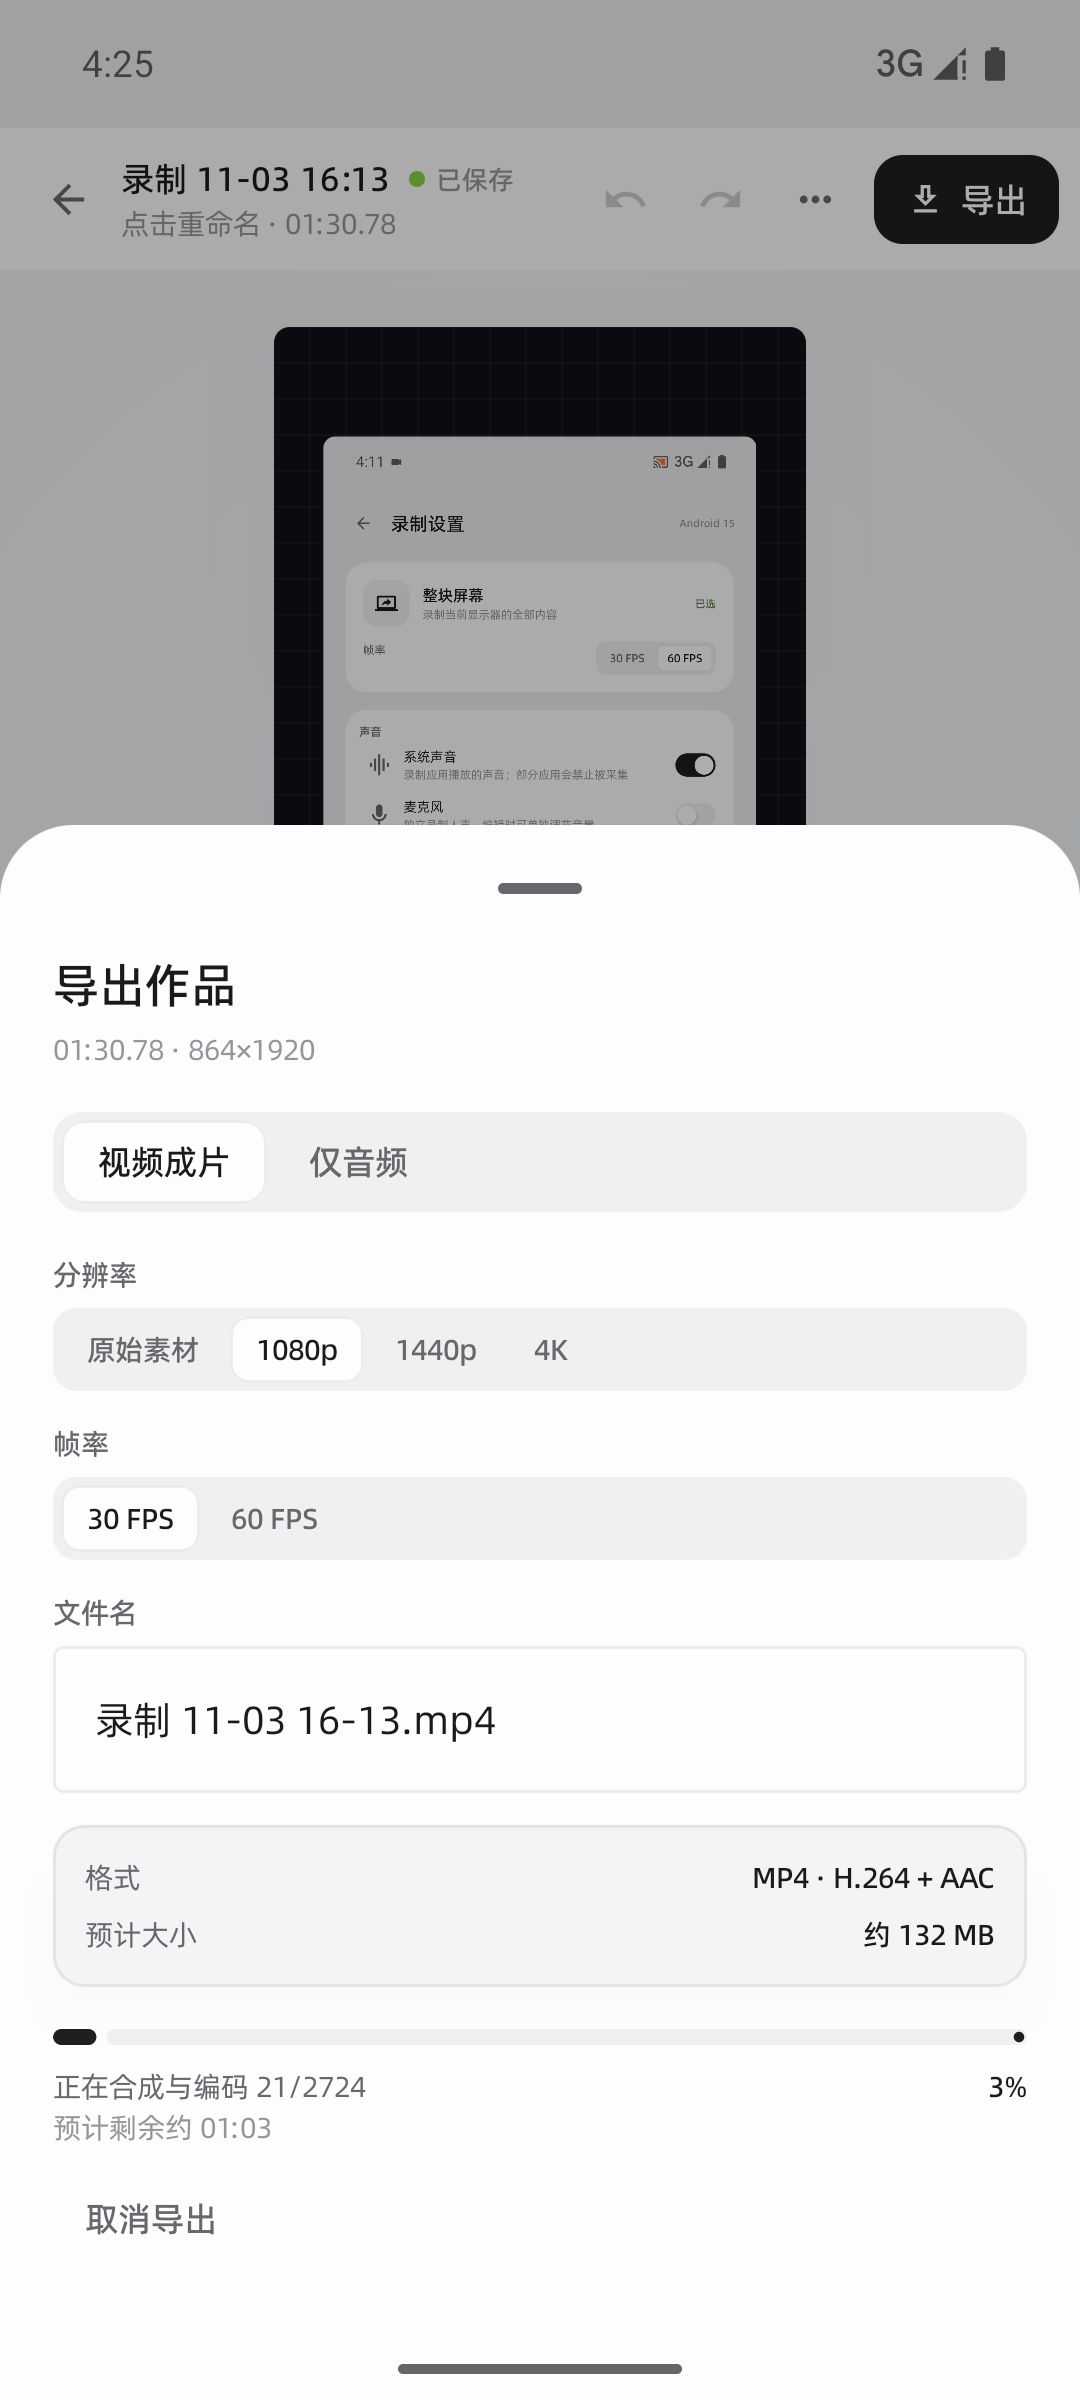 4:25
3G
录制 11-03 16:13 已保存
点击重命名 · 01:30.78
导出
4:11
3G
录制设置
Android 15
整块屏幕
录制当前显示器的全部内容
已选
帧率
30 FPS
60 FPS
声音
系统声音
录制应用播放的声音；部分应用会禁止被采集
麦克风
导出作品
01:30.78 · 864×1920
视频成片
仅音频
分辨率
原始素材
1080p
1440p
4K
帧率
30 FPS
60 FPS
文件名
录制 11-03 16-13.mp4
格式
MP4 · H.264 + AAC
预计大小
约 132 MB
正在合成与编码 21/2724
3%
预计剩余约 01:03
取消导出